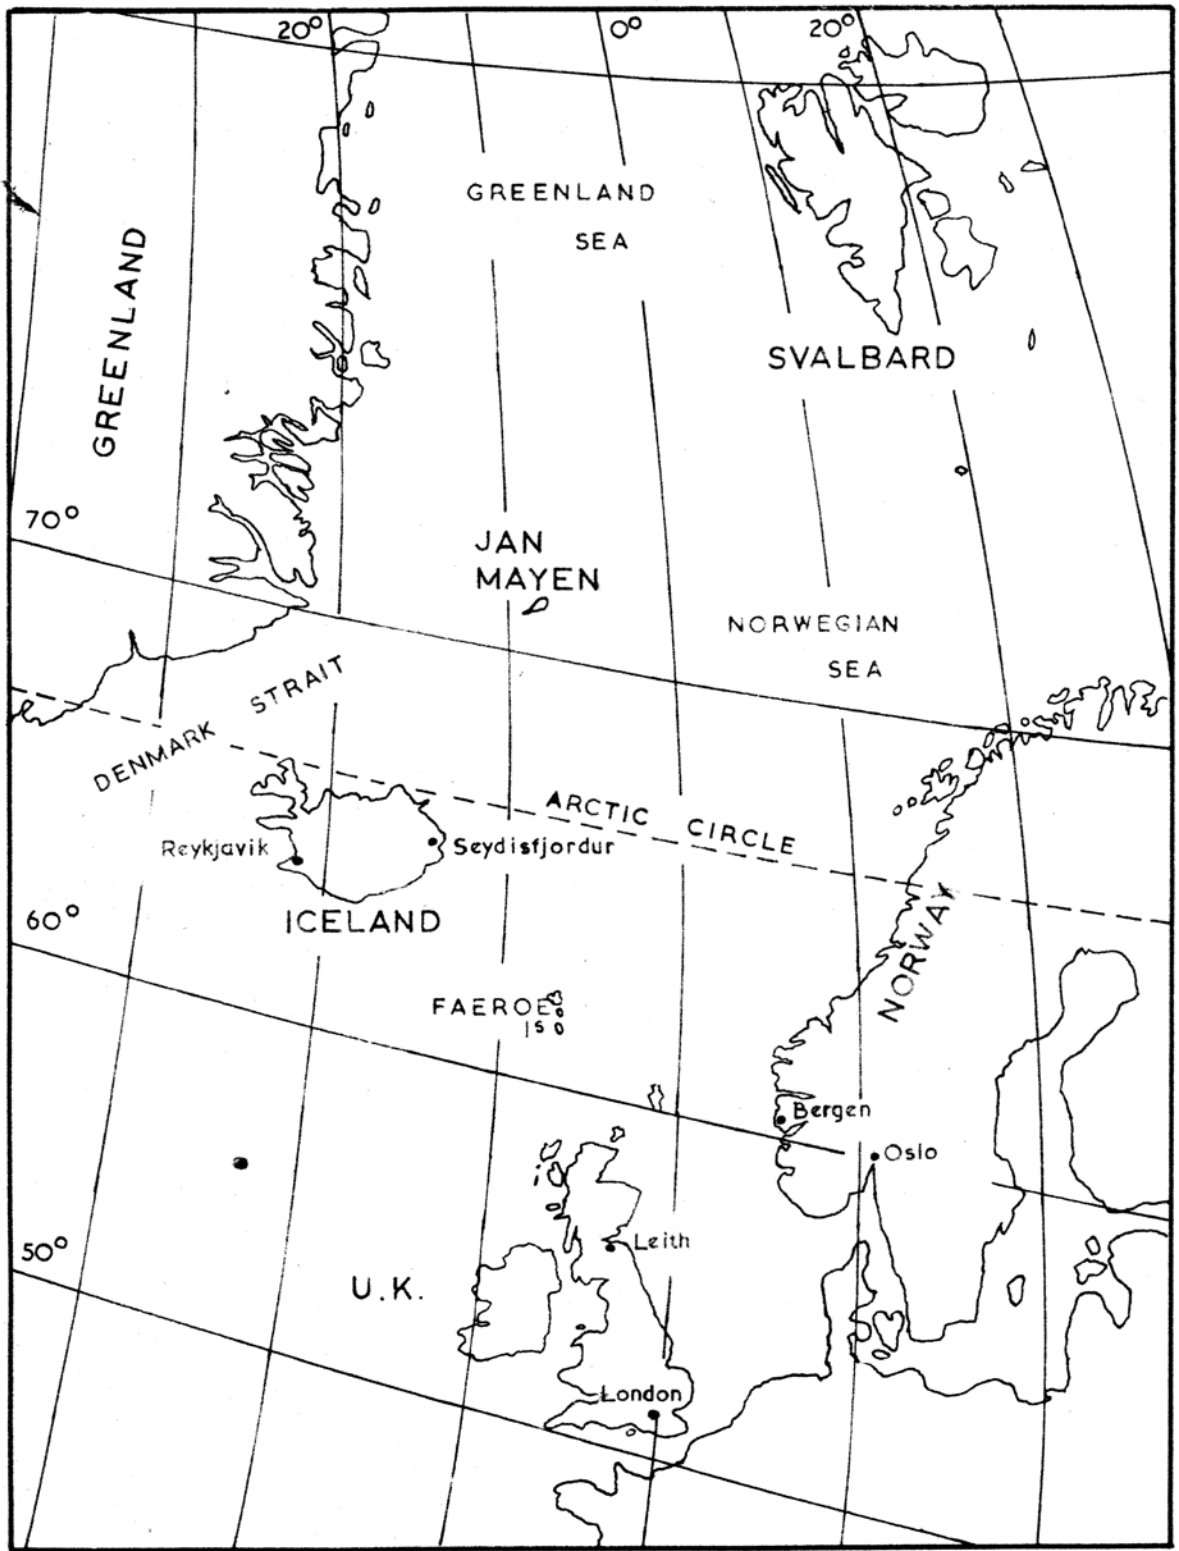 20° 0° 20°
GREENLAND
SEA
GREENLAND
SVALBARD
70°
JAN
MAYEN
NORWEGIAN
SEA
DENMARK STRAIT
ARCTIC CIRCLE
Reykjavik
Seydisfjordur
ICELAND
60°
NORWAY
FAEROE
IS
Bergen
Oslo
Leith
50°
U.K.
London